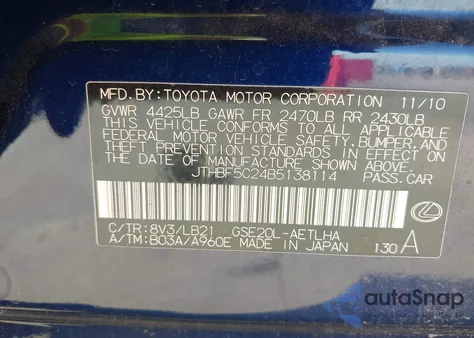 MFD.BY:TOYOTA MOTOR CORPORATION 11/10
GVWR 4425LB GAWR FR 2470LB RR 2430LB
THIS VEHICLE CONFORMS TO ALL APPLICABLE
FEDERAL MOTOR VEHICLE SAFETY,BUMPER,AND
THEFT PREVENTION STANDARDS IN EFFECT ON
THE DATE OF MANUFACTURE SHOWN ABOVE.
JTHBF5C24B5138114 PASS.CAR
C/TR:8V3/LB21 GSE20L-AETLHA
A/TM:B03A/A960E MADE IN JAPAN 130 A
autoSnap